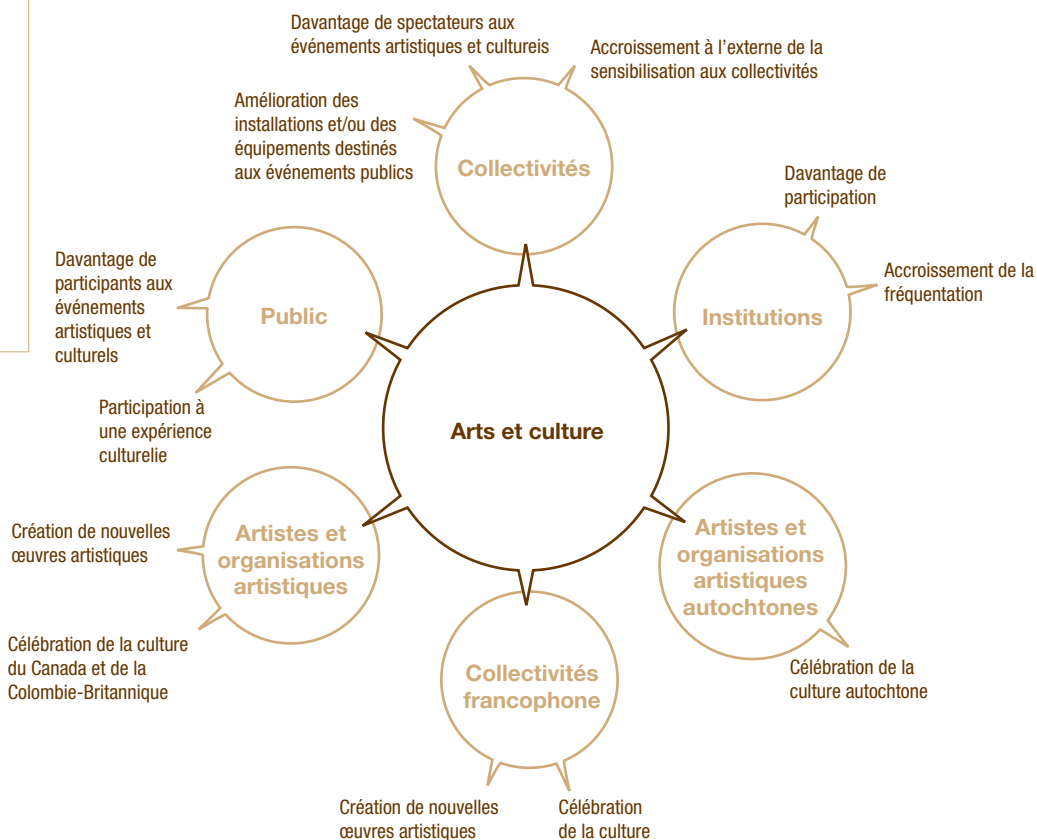 Davantage de spectateurs aux
événements artistiques et cultureis
Accroissement à l'externe de la
sensibilisation aux collectivités
Amélioration des
installations et/ou des
équipements destinés
aux événements publics
Collectivités
Davantage de
participation
Accroissement de la
fréquentation
Institutions
Davantage de
participants aux
événements
artistiques et
culturels
Public
Participation à
une expérience
culturelie
Arts et culture
Création de nouvelles
œuvres artistiques
Artistes et
organisations
artistiques
Célébration de la culture
du Canada et de la
Colombie-Britannique
Artistes et
organisations
artistiques
autochtones
Célébration de la
culture autochtone
Collectivités
francophone
Création de nouvelles
œuvres artistiques
Célébration
de la culture